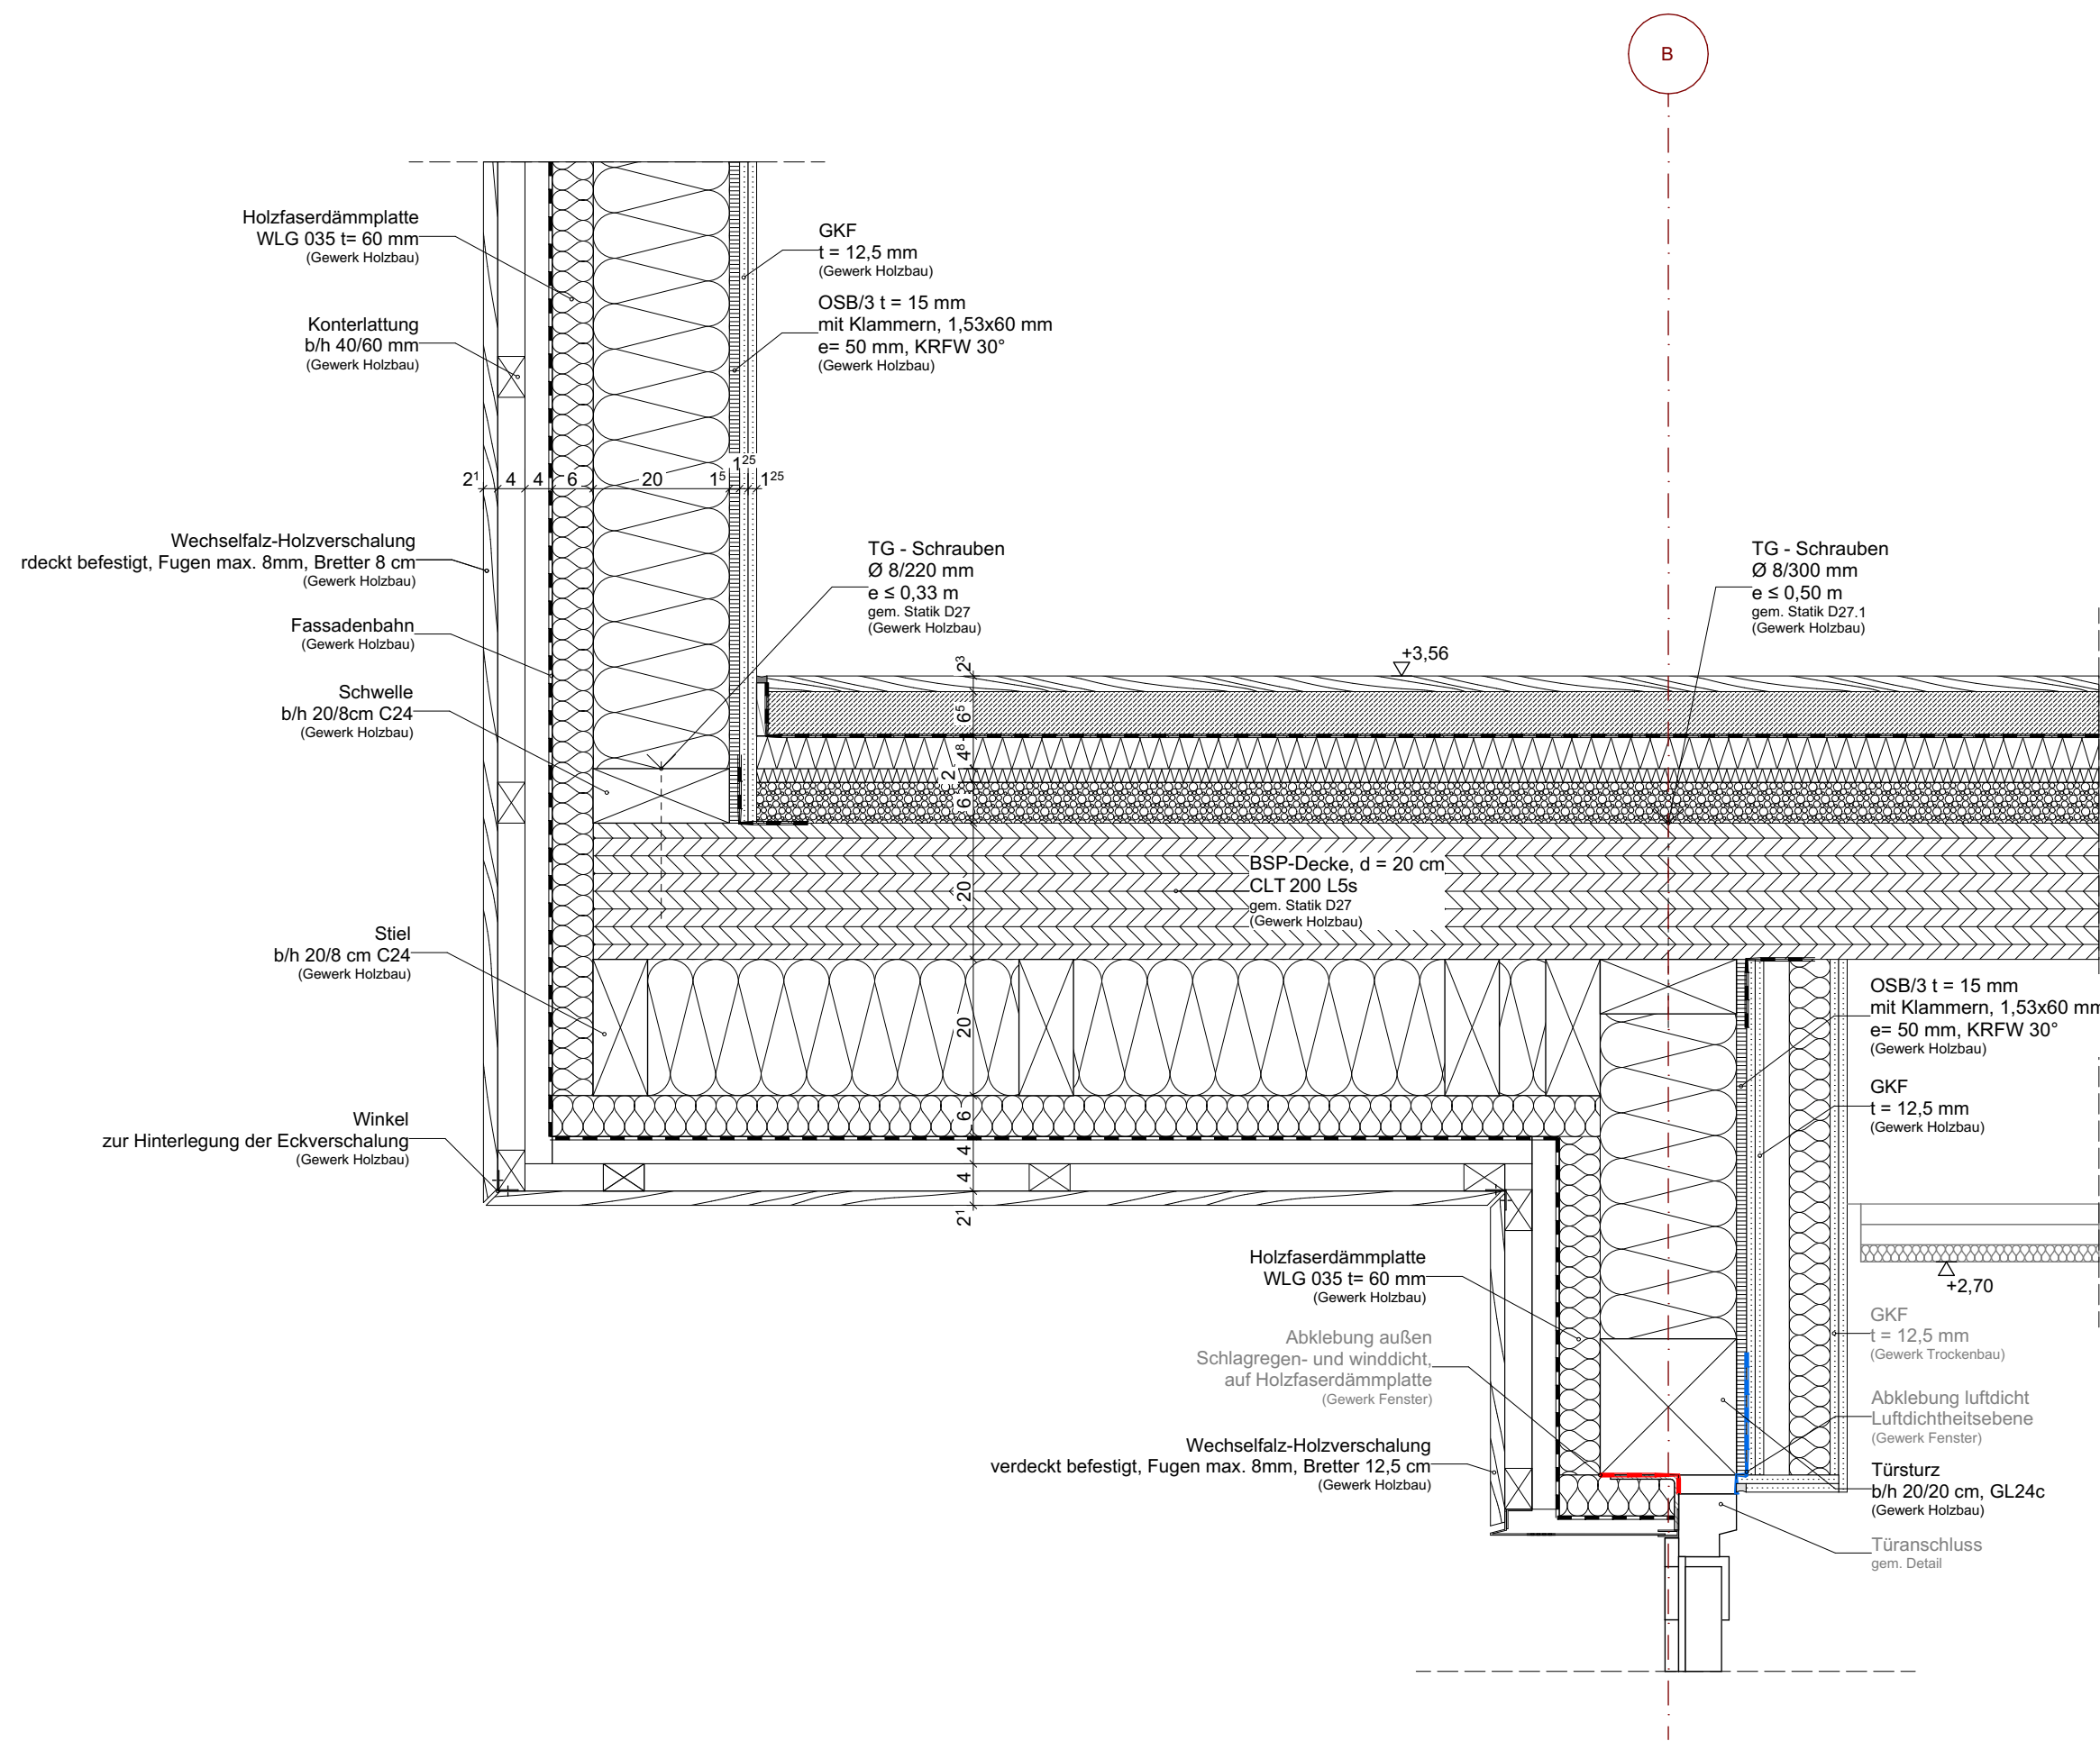 B
Holzfaserdämmplatte
WLG 035 t= 60 mm
(Gewerk Holzbau)
GKF
t = 12,5 mm
(Gewerk Holzbau)
Konterlattung
b/h 40/60 mm
(Gewerk Holzbau)
OSB/3 t = 15 mm
mit Klammern, 1,53x60 mm
e= 50 mm, KRFW 30°
(Gewerk Holzbau)
2¹ 4 4 6 20 1⁵ 1²⁵ 1²⁵
Wechselfalz-Holzverschalung
rdeckt befestigt, Fugen max. 8mm, Bretter 8 cm
(Gewerk Holzbau)
TG - Schrauben
Ø 8/220 mm
e ≤ 0,33 m
gem. Statik D27
(Gewerk Holzbau)
TG - Schrauben
Ø 8/300 mm
e ≤ 0,50 m
gem. Statik D27.1
(Gewerk Holzbau)
Fassadenbahn
(Gewerk Holzbau)
+3,56
Schwelle
b/h 20/8cm C24
(Gewerk Holzbau)
2³
6⁵
4⁸
2
6
20
20
6
4
4
2¹
BSP-Decke, d = 20 cm
CLT 200 L5s
gem. Statik D27
(Gewerk Holzbau)
Stiel
b/h 20/8 cm C24
(Gewerk Holzbau)
OSB/3 t = 15 mm
mit Klammern, 1,53x60 mm
e= 50 mm, KRFW 30°
(Gewerk Holzbau)
GKF
t = 12,5 mm
(Gewerk Holzbau)
Winkel
zur Hinterlegung der Eckverschalung
(Gewerk Holzbau)
+2,70
Holzfaserdämmplatte
WLG 035 t= 60 mm
(Gewerk Holzbau)
GKF
t = 12,5 mm
(Gewerk Trockenbau)
Abklebung außen
Schlagregen- und winddicht,
auf Holzfaserdämmplatte
(Gewerk Fenster)
Abklebung luftdicht
Luftdichtheitsebene
(Gewerk Fenster)
Wechselfalz-Holzverschalung
verdeckt befestigt, Fugen max. 8mm, Bretter 12,5 cm
(Gewerk Holzbau)
Türsturz
b/h 20/20 cm, GL24c
(Gewerk Holzbau)
Türanschluss
gem. Detail